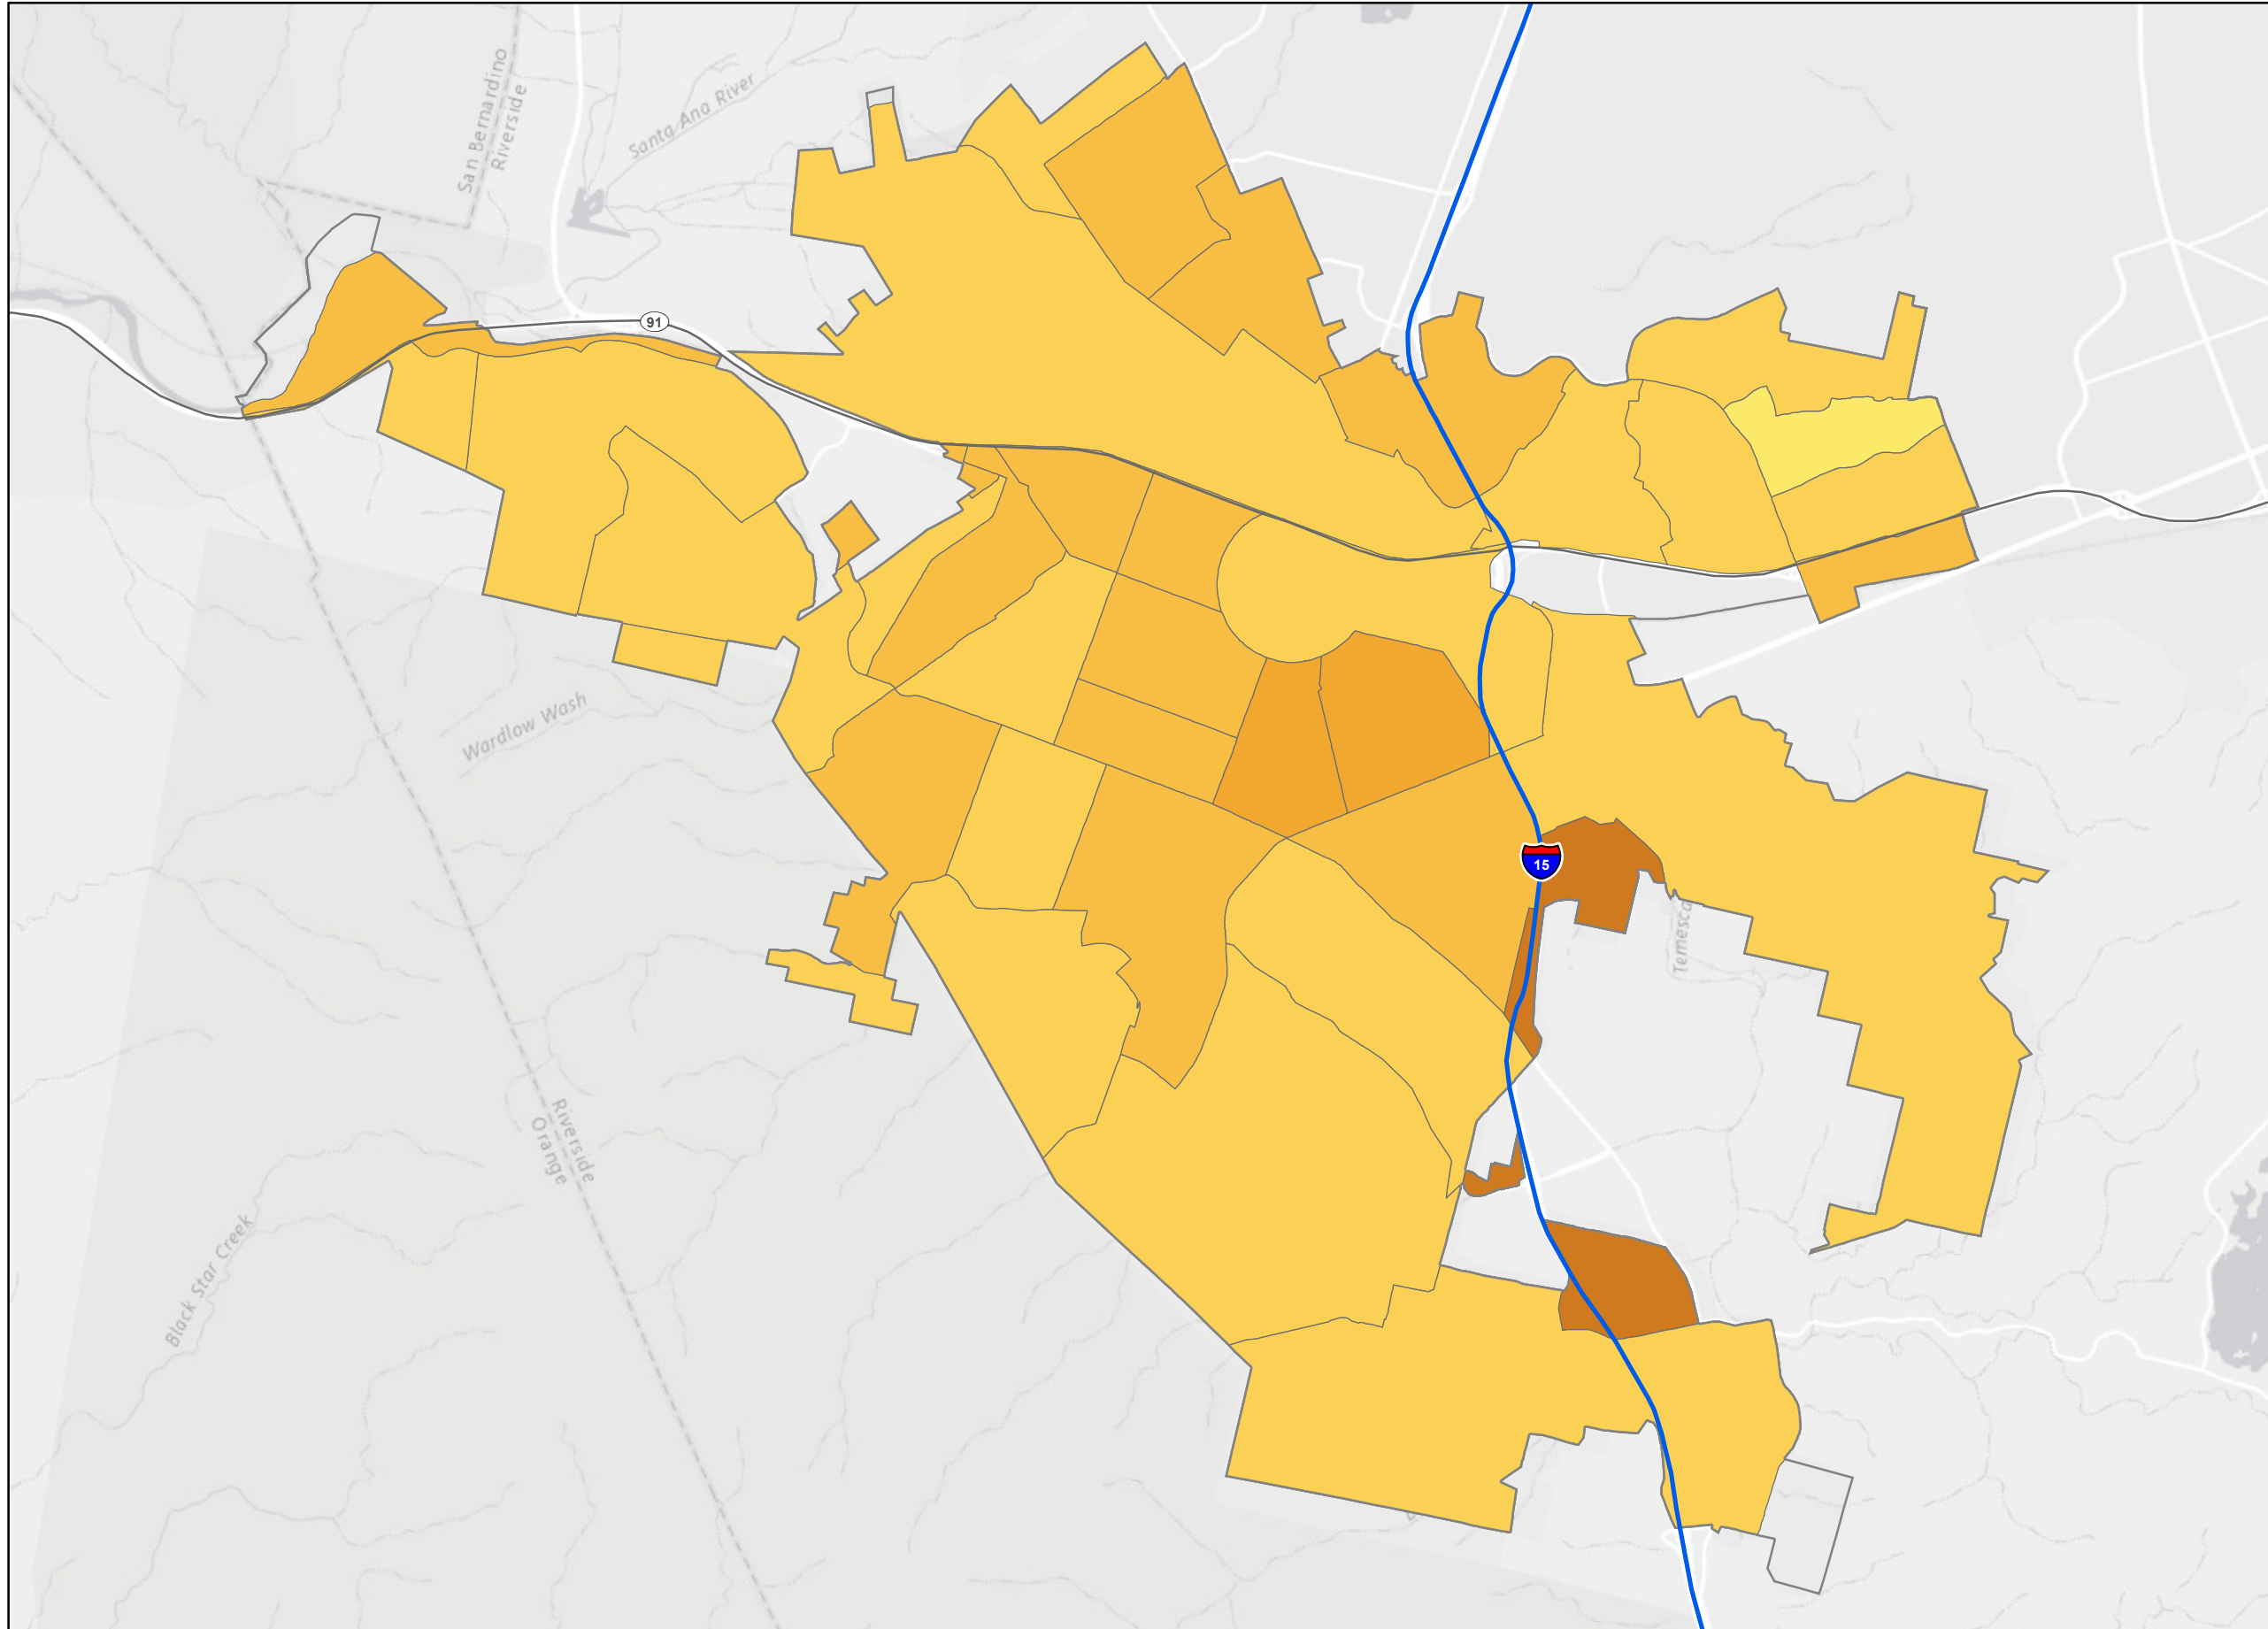 San Bernardino
Riverside
Santa Ana River
91
Wardlow Wash
15
Temesca
Riverside
Orange
Black Star Creek